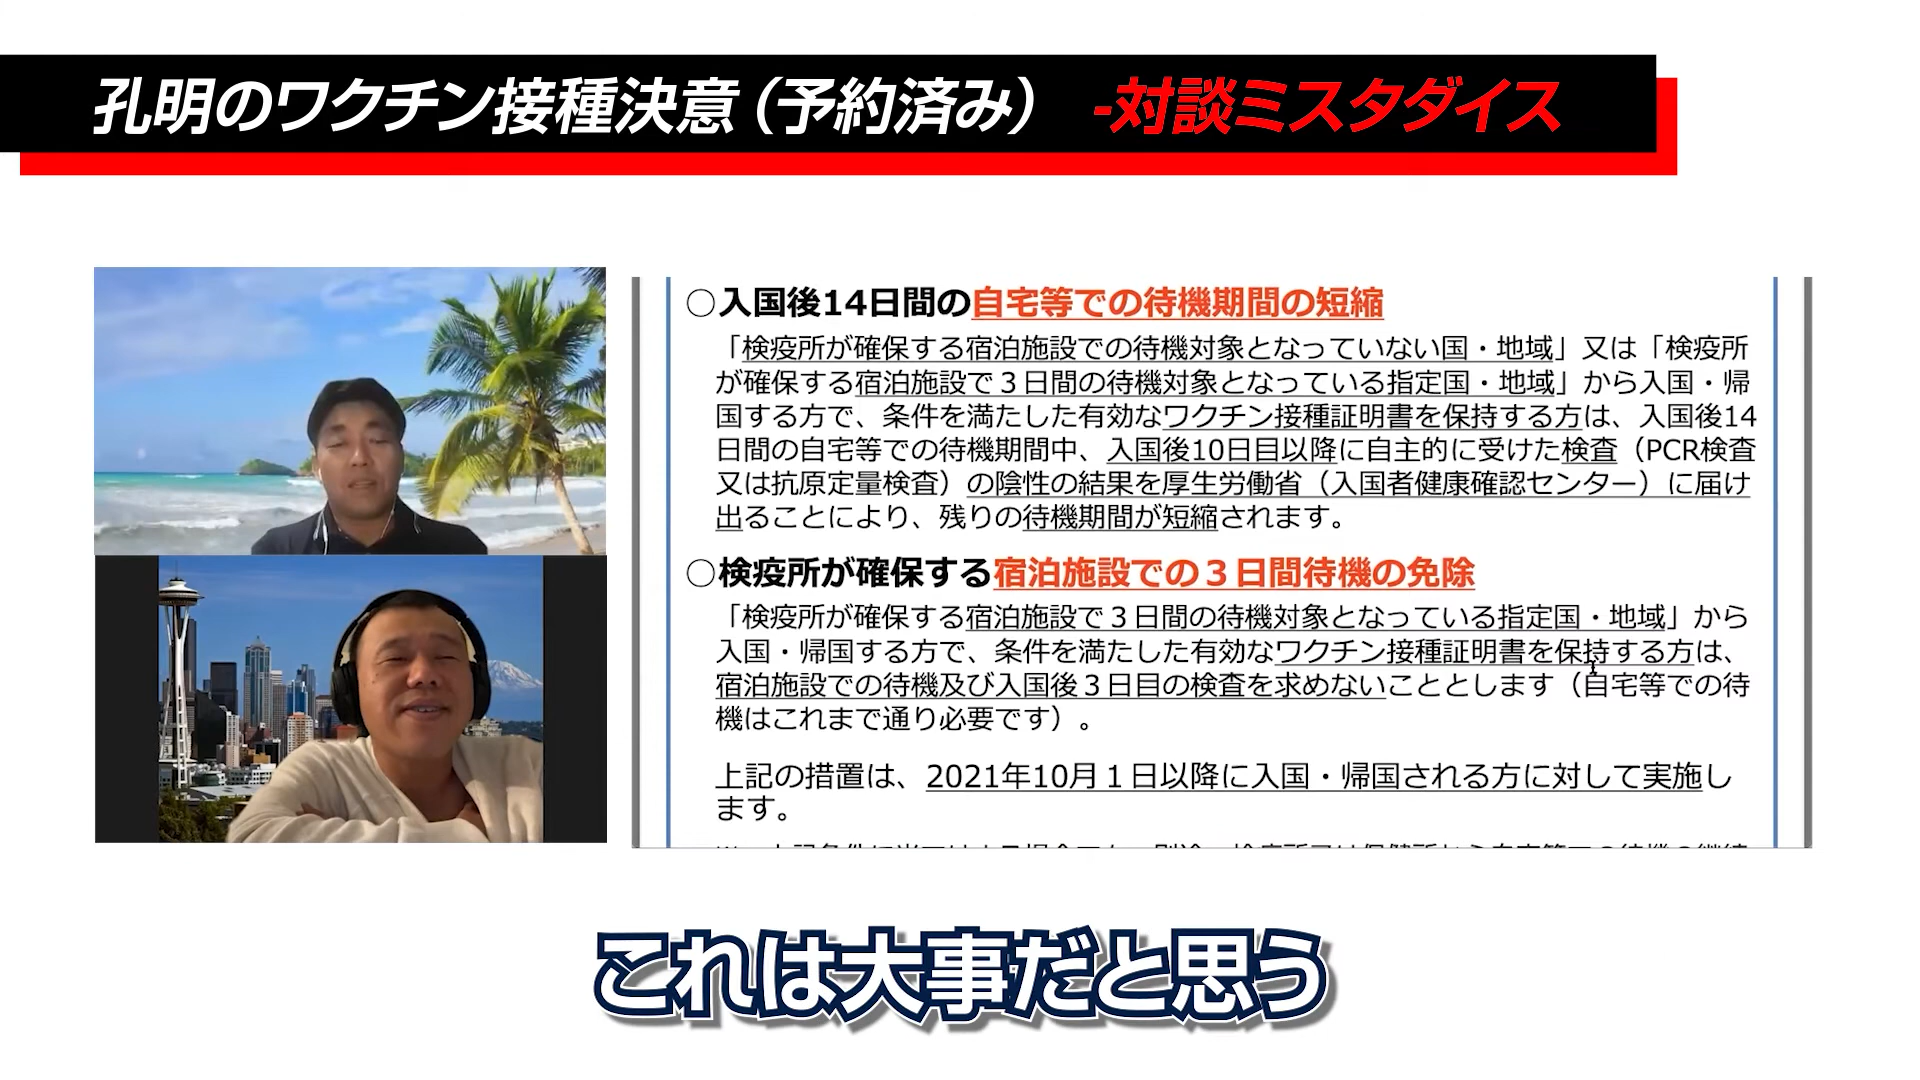 孔明のワクチン接種決意（予約済み） -対談ミスタダイス
○入国後14日間の自宅等での待機期間の短縮
「検疫所が確保する宿泊施設での待機対象となっていない国・地域」又は「検疫所
が確保する宿泊施設で３日間の待機対象となっている指定国・地域」から入国・帰
国する方で、条件を満たした有効なワクチン接種証明書を保持する方は、入国後14
日間の自宅等での待機期間中、入国後10日目以降に自主的に受けた検査（PCR検査
又は抗原定量検査）の陰性の結果を厚生労働省（入国者健康確認センター）に届け
出ることにより、残りの待機期間が短縮されます。
○検疫所が確保する宿泊施設での３日間待機の免除
「検疫所が確保する宿泊施設で３日間の待機対象となっている指定国・地域」から
入国・帰国する方で、条件を満たした有効なワクチン接種証明書を保持する方は、
宿泊施設での待機及び入国後３日目の検査を求めないこととします（自宅等での待
機はこれまで通り必要です）。
上記の措置は、2021年10月１日以降に入国・帰国される方に対して実施し
ます。
これは大事だと思う